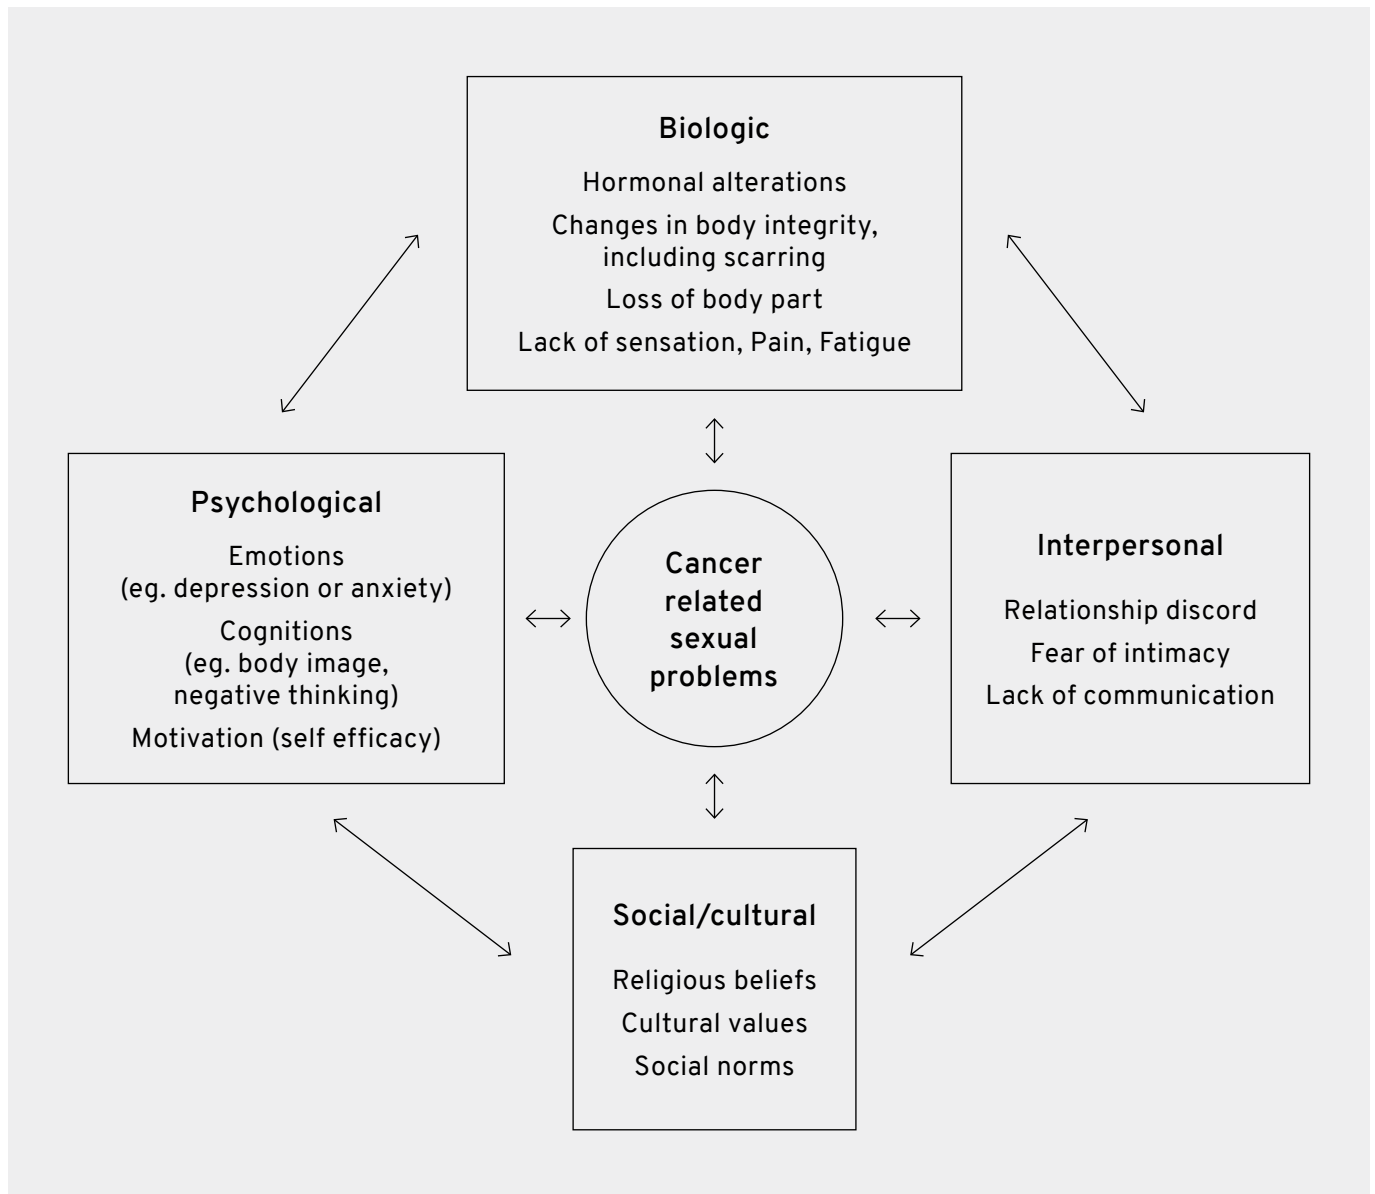 Biologic
Hormonal alterations
Changes in body integrity,
including scarring
Loss of body part
Lack of sensation, Pain, Fatigue
Psychological
Emotions
(eg. depression or anxiety)
Cognitions
(eg. body image,
negative thinking)
Motivation (self efficacy)
Cancer
related
sexual
problems
Interpersonal
Relationship discord
Fear of intimacy
Lack of communication
Social/cultural
Religious beliefs
Cultural values
Social norms